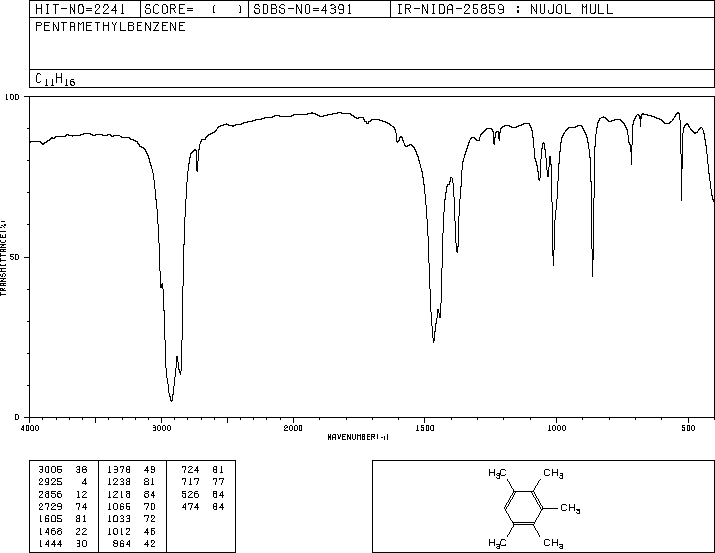 HIT-NO=2241 SCORE= ( ) SDBS-NO=4391 IR-NIDA-25859 : NUJOL MULL
PENTAMETHYLBENZENE
C11H16
100
50
0
TRANSMITTANCE(%)
4000 3000 2000 1500 1000 500
WAVENUMBER(-1)
3005 36 1378 49 724 81
2925 4 1238 81 717 77
2856 12 1218 84 526 64
2729 74 1066 70 474 84
1605 81 1033 72
1466 22 1012 46
1444 30 864 42
H3C CH3
CH3
H3C CH3